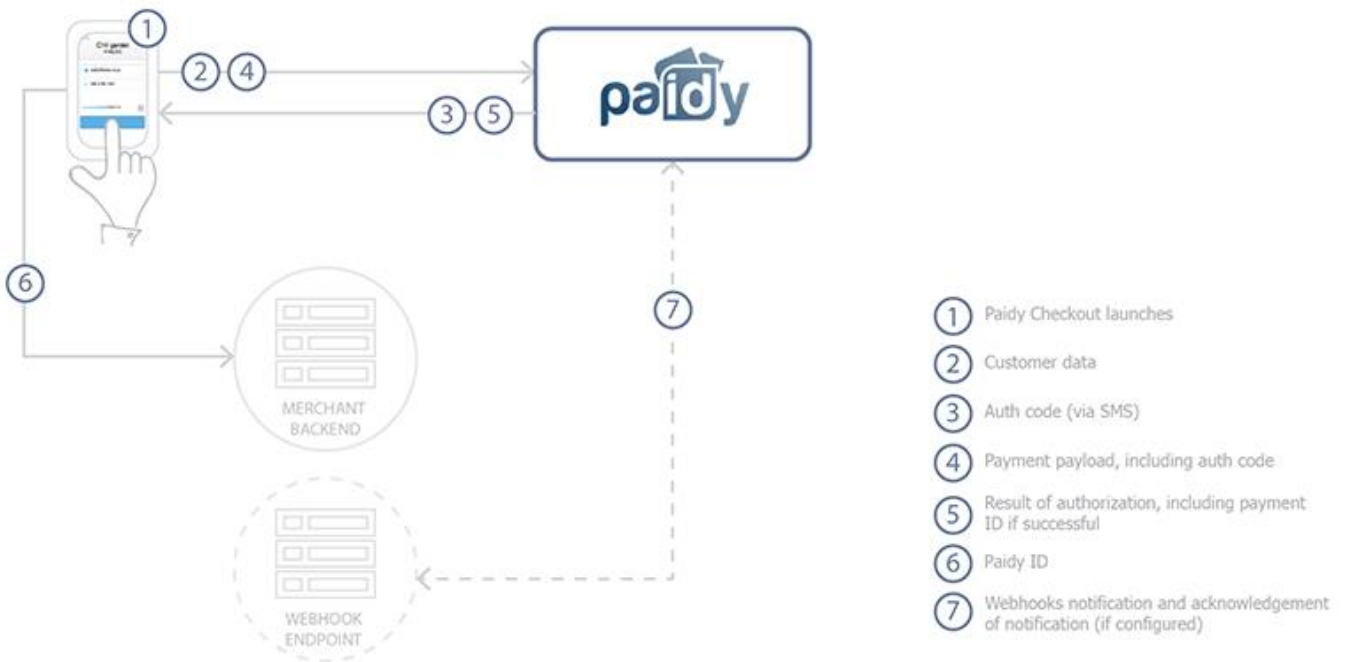 1
2 4
paidy
3 5
6
7
MERCHANT
BACKEND
WEBHOOK
ENDPOINT
1 Paidy Checkout launches
2 Customer data
3 Auth code (via SMS)
4 Payment payload, including auth code
5 Result of authorization, including payment
ID if successful
6 Paidy ID
7 Webhooks notification and acknowledgement
of notification (if configured)